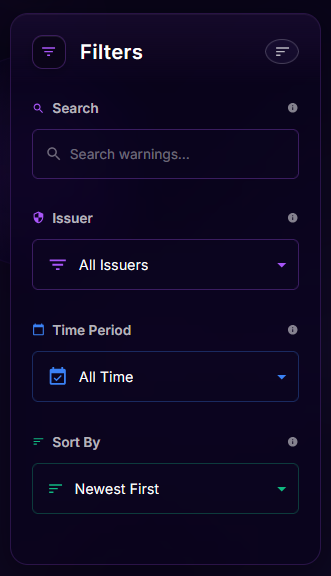 Filters
Search
Search warnings...
Issuer
All Issuers
Time Period
All Time
Sort By
Newest First